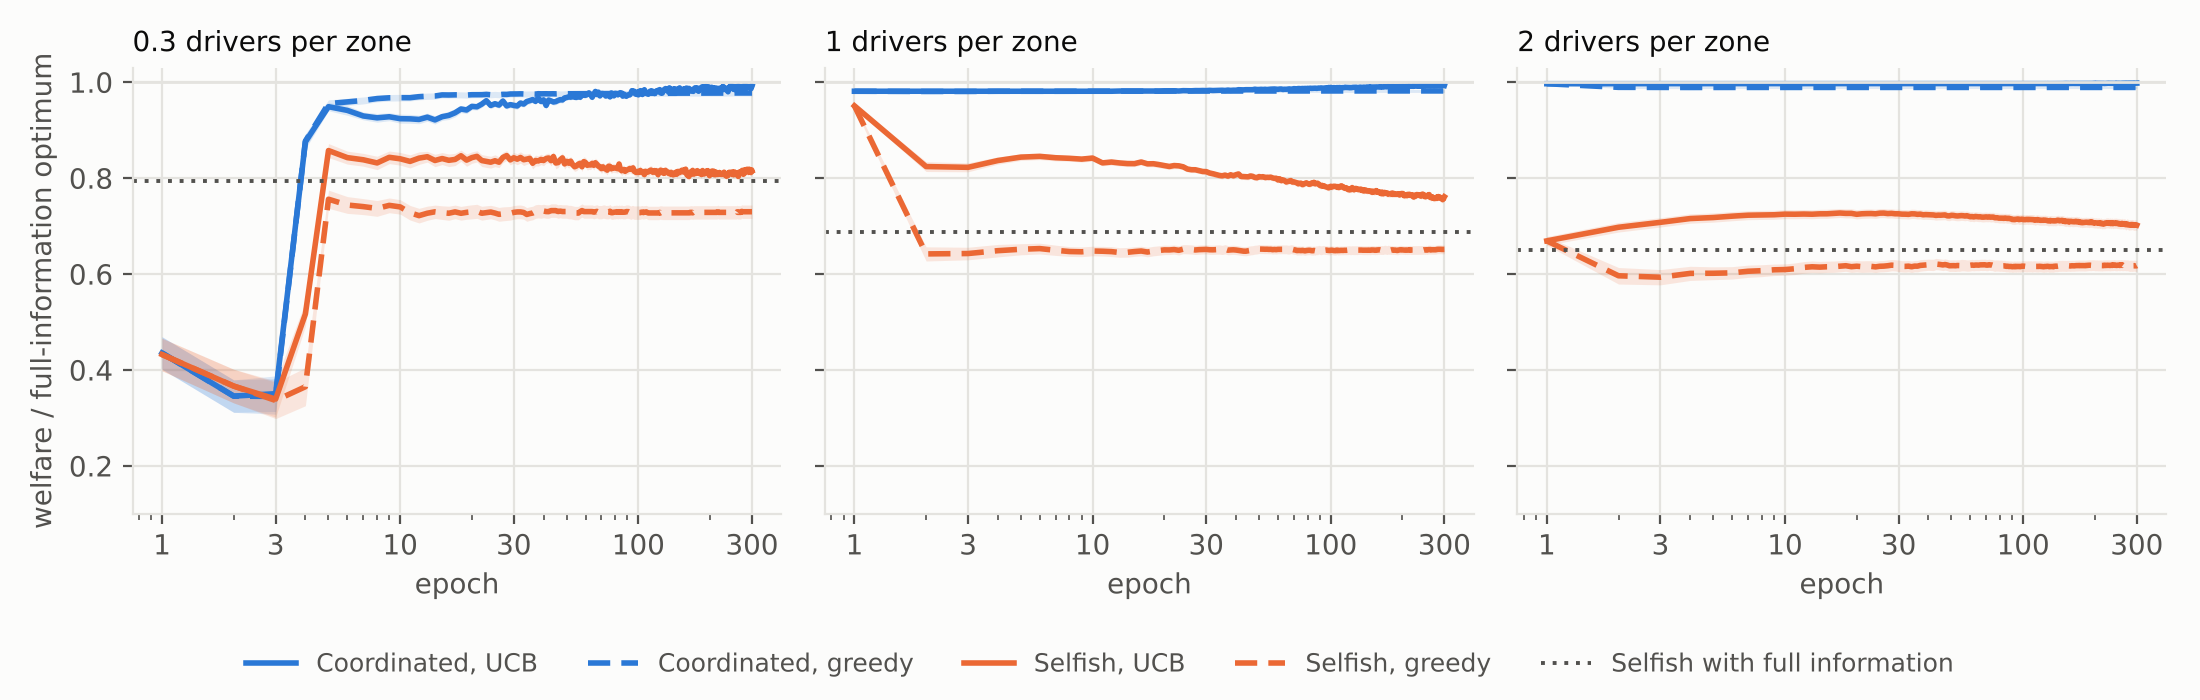 0.3 drivers per zone
1 drivers per zone
2 drivers per zone
welfare / full-information optimum
1.0
0.8
0.6
0.4
0.2
1 3 10 30 100 300
1 3 10 30 100 300
1 3 10 30 100 300
epoch
epoch
epoch
Coordinated, UCB
Coordinated, greedy
Selfish, UCB
Selfish, greedy
Selfish with full information